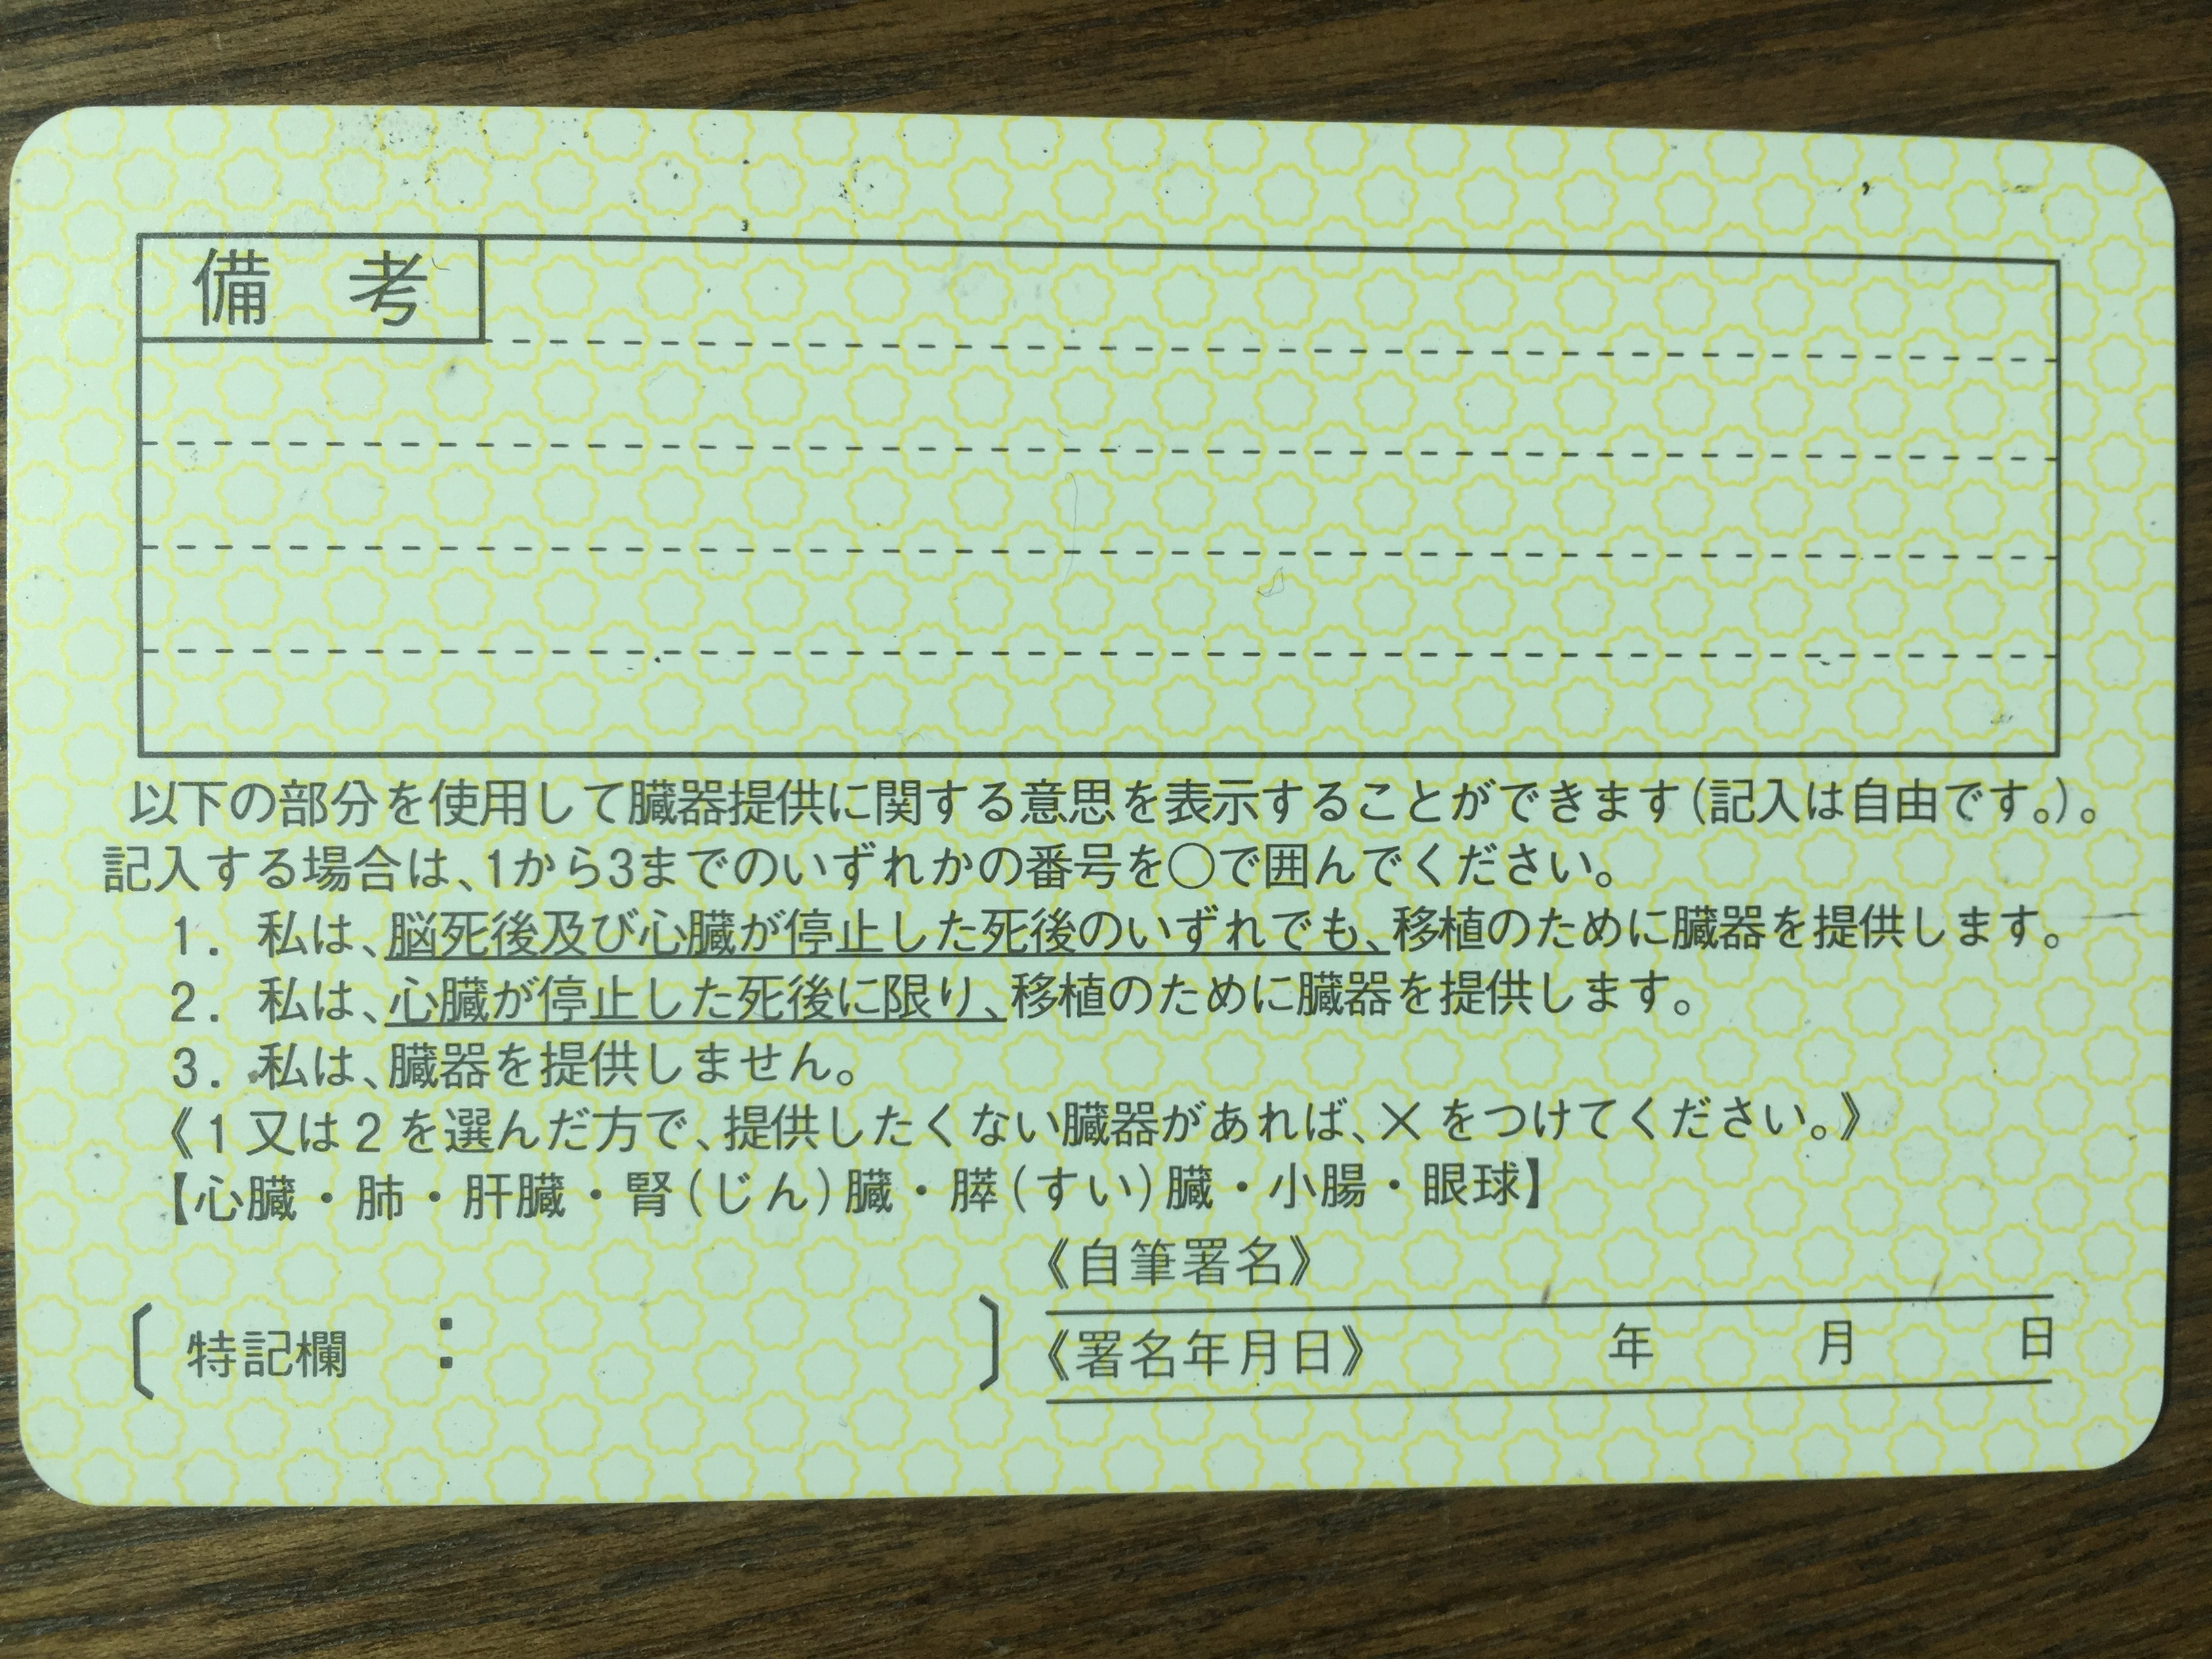 備考
以下の部分を使用して臓器提供に関する意思を表示することができます(記入は自由です。)。
記入する場合は、1から3までのいずれかの番号を○で囲んでください。
1. 私は、脳死後及び心臓が停止した死後のいずれでも、移植のために臓器を提供します。
2. 私は、心臓が停止した死後に限り、移植のために臓器を提供します。
3. 私は、臓器を提供しません。
《1又は2を選んだ方で、提供したくない臓器があれば、×をつけてください。》
【心臓・肺・肝臓・腎(じん)臓・膵(すい)臓・小腸・眼球】
《自筆署名》
〔特記欄: 〕《署名年月日》 年 月 日